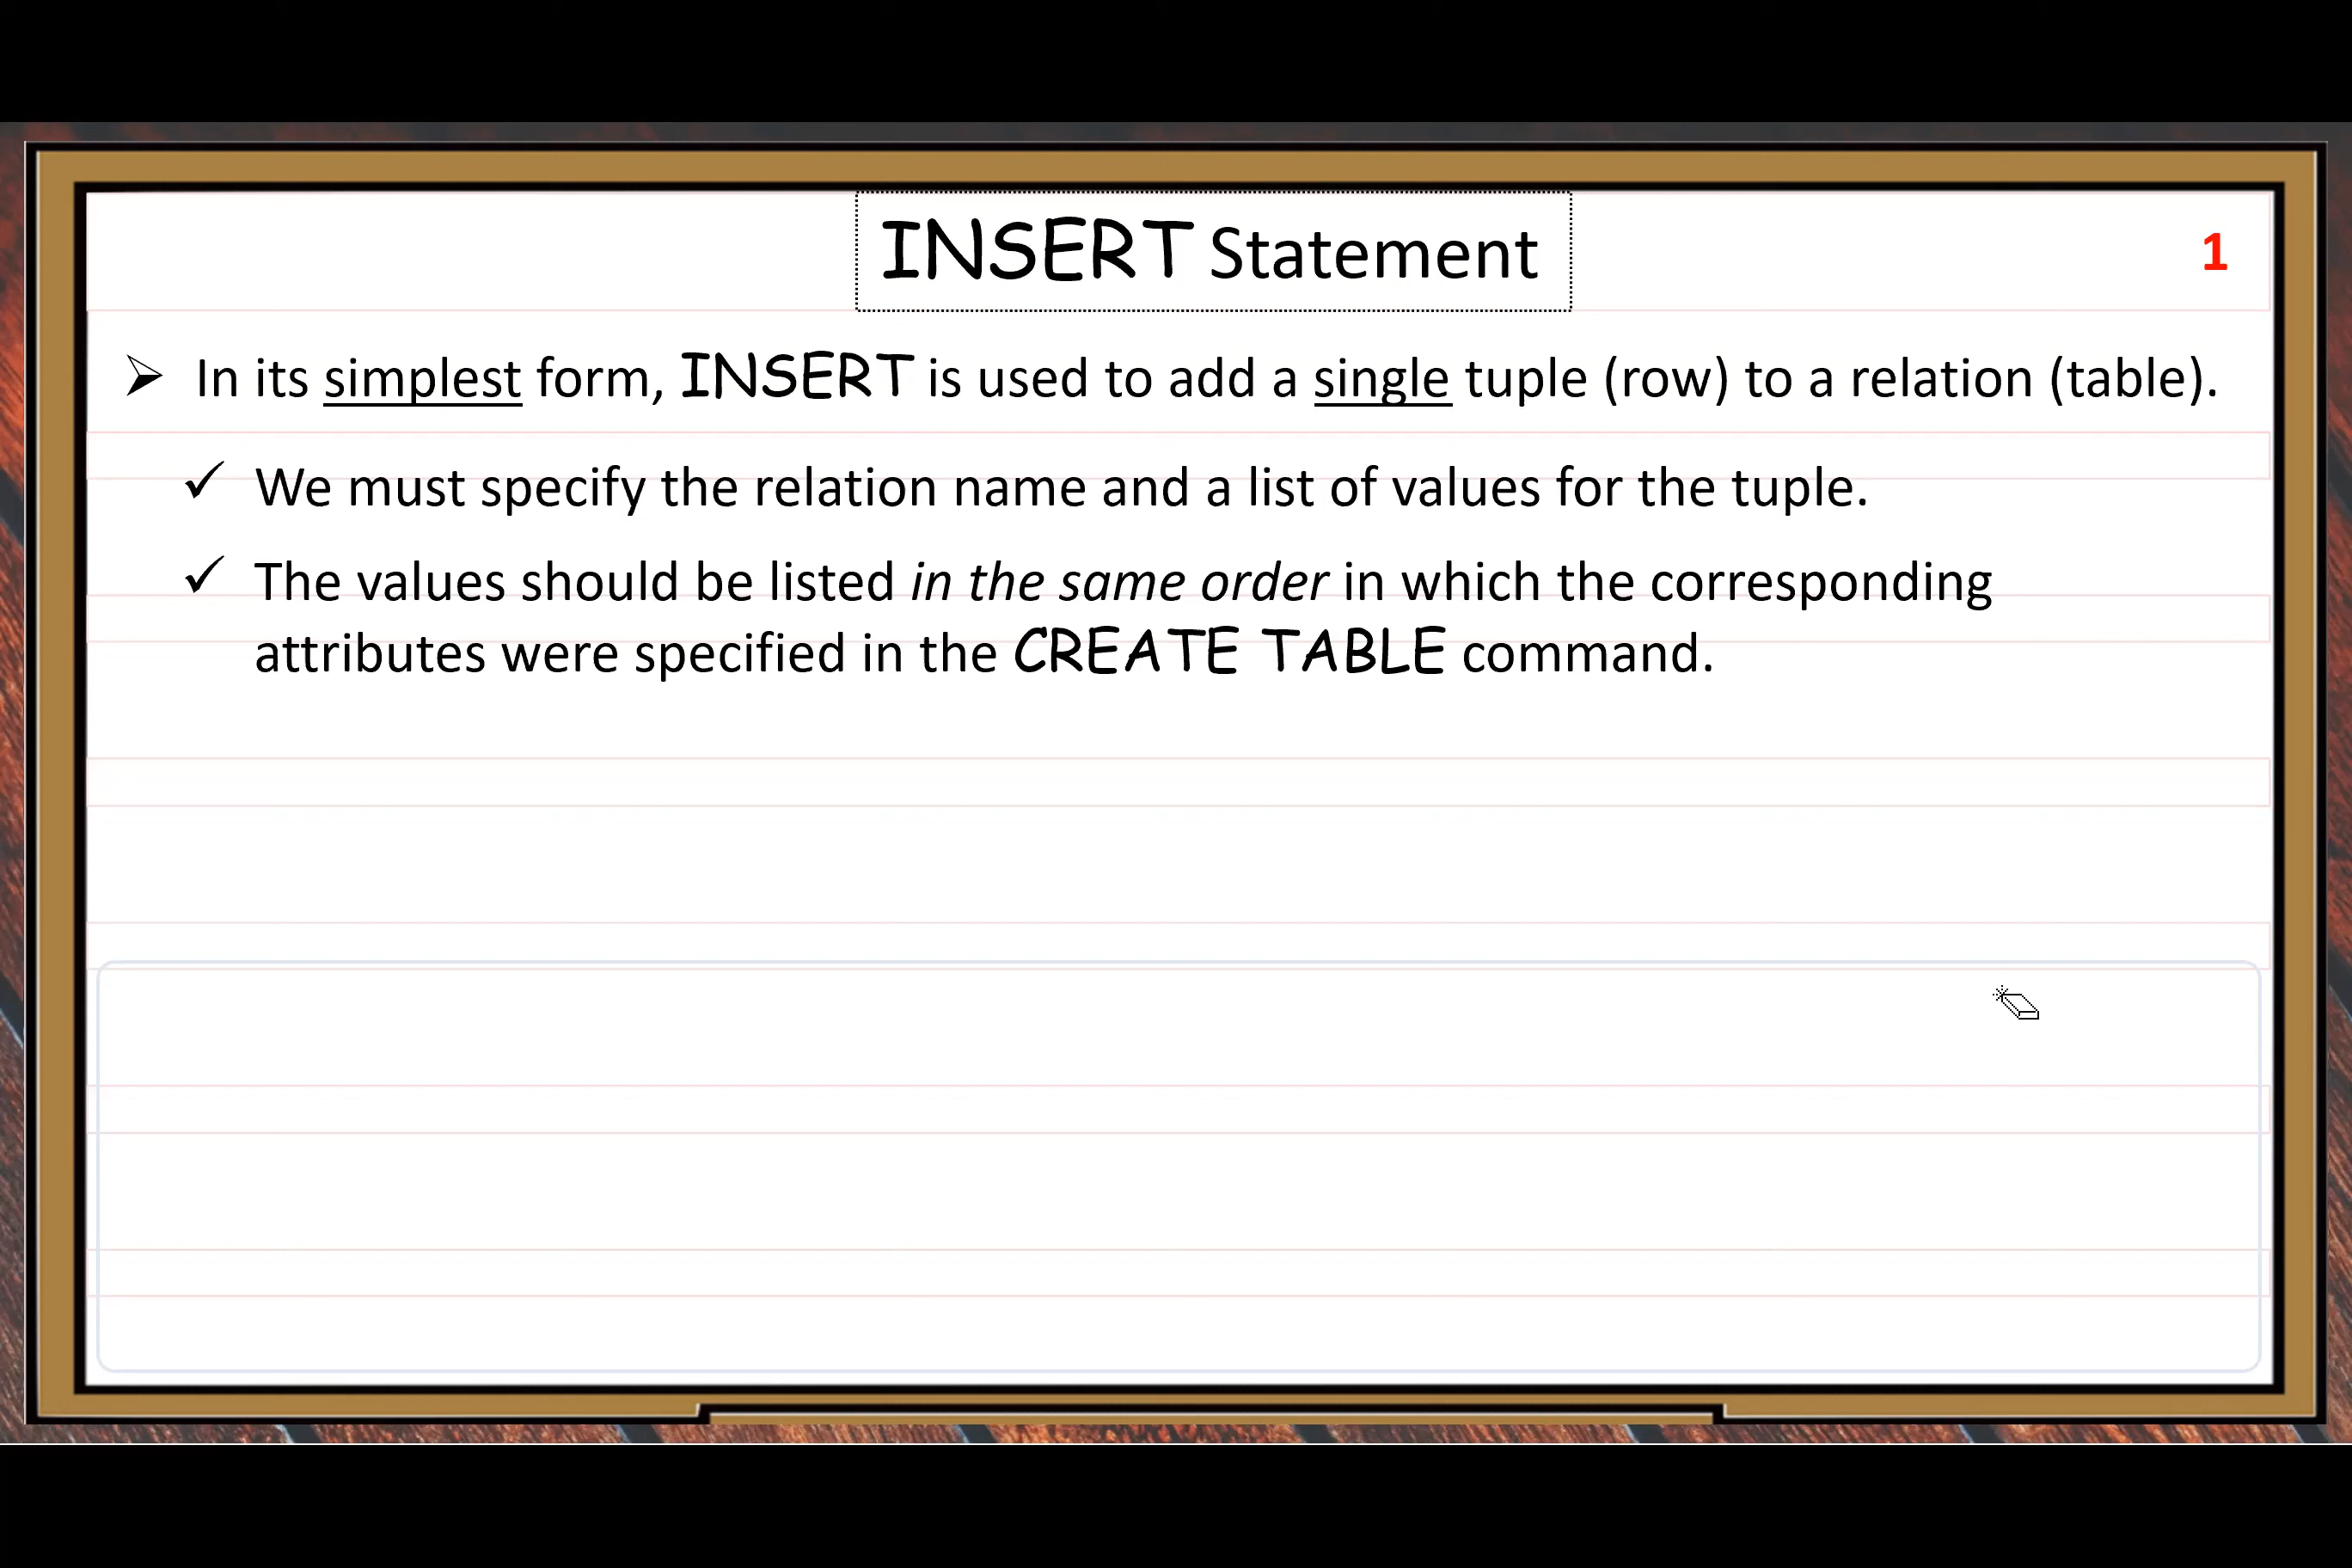 INSERT Statement
1
➢ In its simplest form, INSERT is used to add a single tuple (row) to a relation (table).
✓ We must specify the relation name and a list of values for the tuple.
✓ The values should be listed in the same order in which the corresponding
attributes were specified in the CREATE TABLE command.